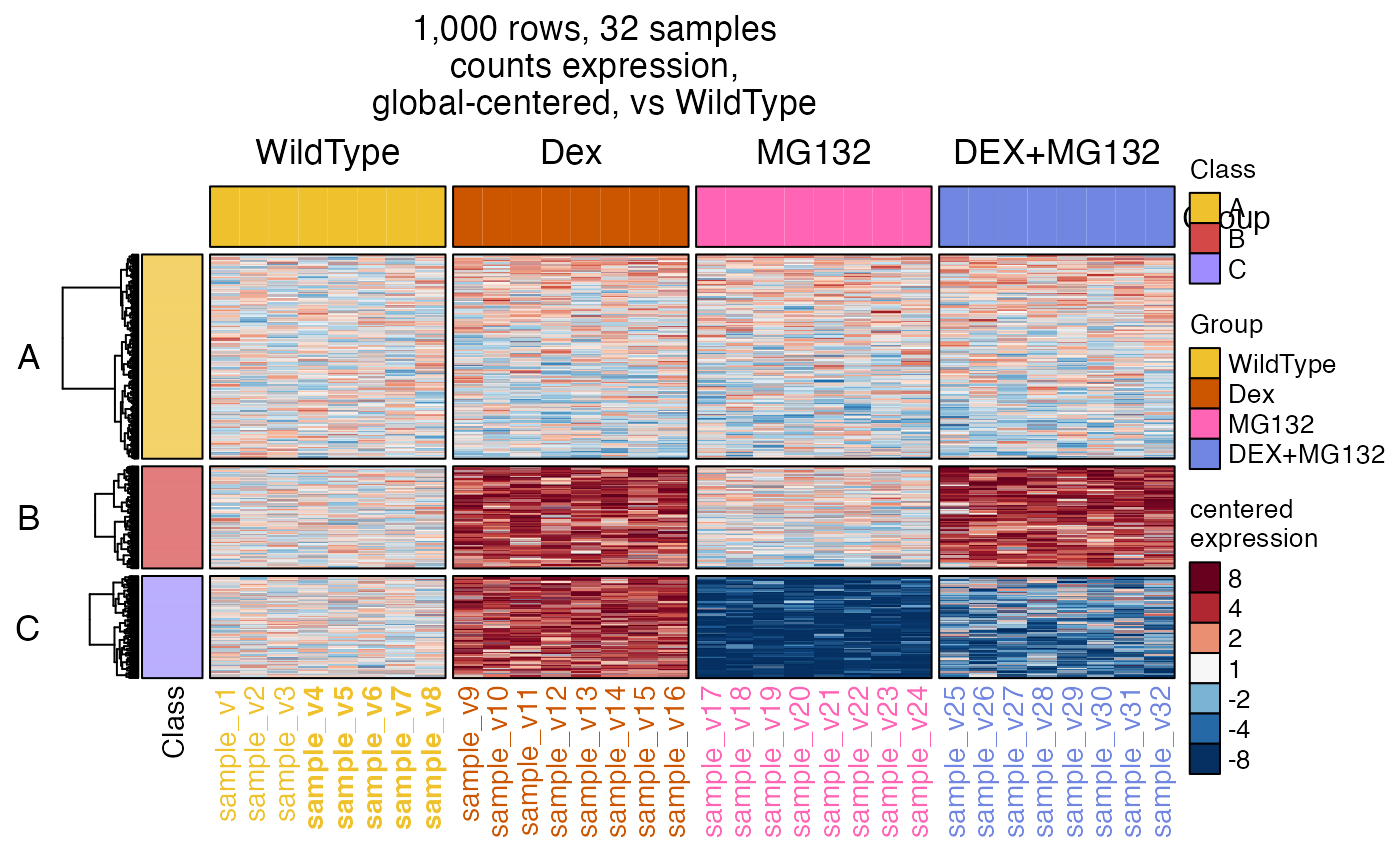 1,000 rows, 32 samples
counts expression,
global-centered, vs WildType
WildType Dex MG132 DEX+MG132
Group
A
B
C
Class
sample_v1
sample_v2
sample_v3
sample_v4
sample_v5
sample_v6
sample_v7
sample_v8
sample_v9
sample_v10
sample_v11
sample_v12
sample_v13
sample_v14
sample_v15
sample_v16
sample_v17
sample_v18
sample_v19
sample_v20
sample_v21
sample_v22
sample_v23
sample_v24
sample_v25
sample_v26
sample_v27
sample_v28
sample_v29
sample_v30
sample_v31
sample_v32
Class
A
B
C
Group
WildType
Dex
MG132
DEX+MG132
centered
expression
8
4
2
1
-2
-4
-8